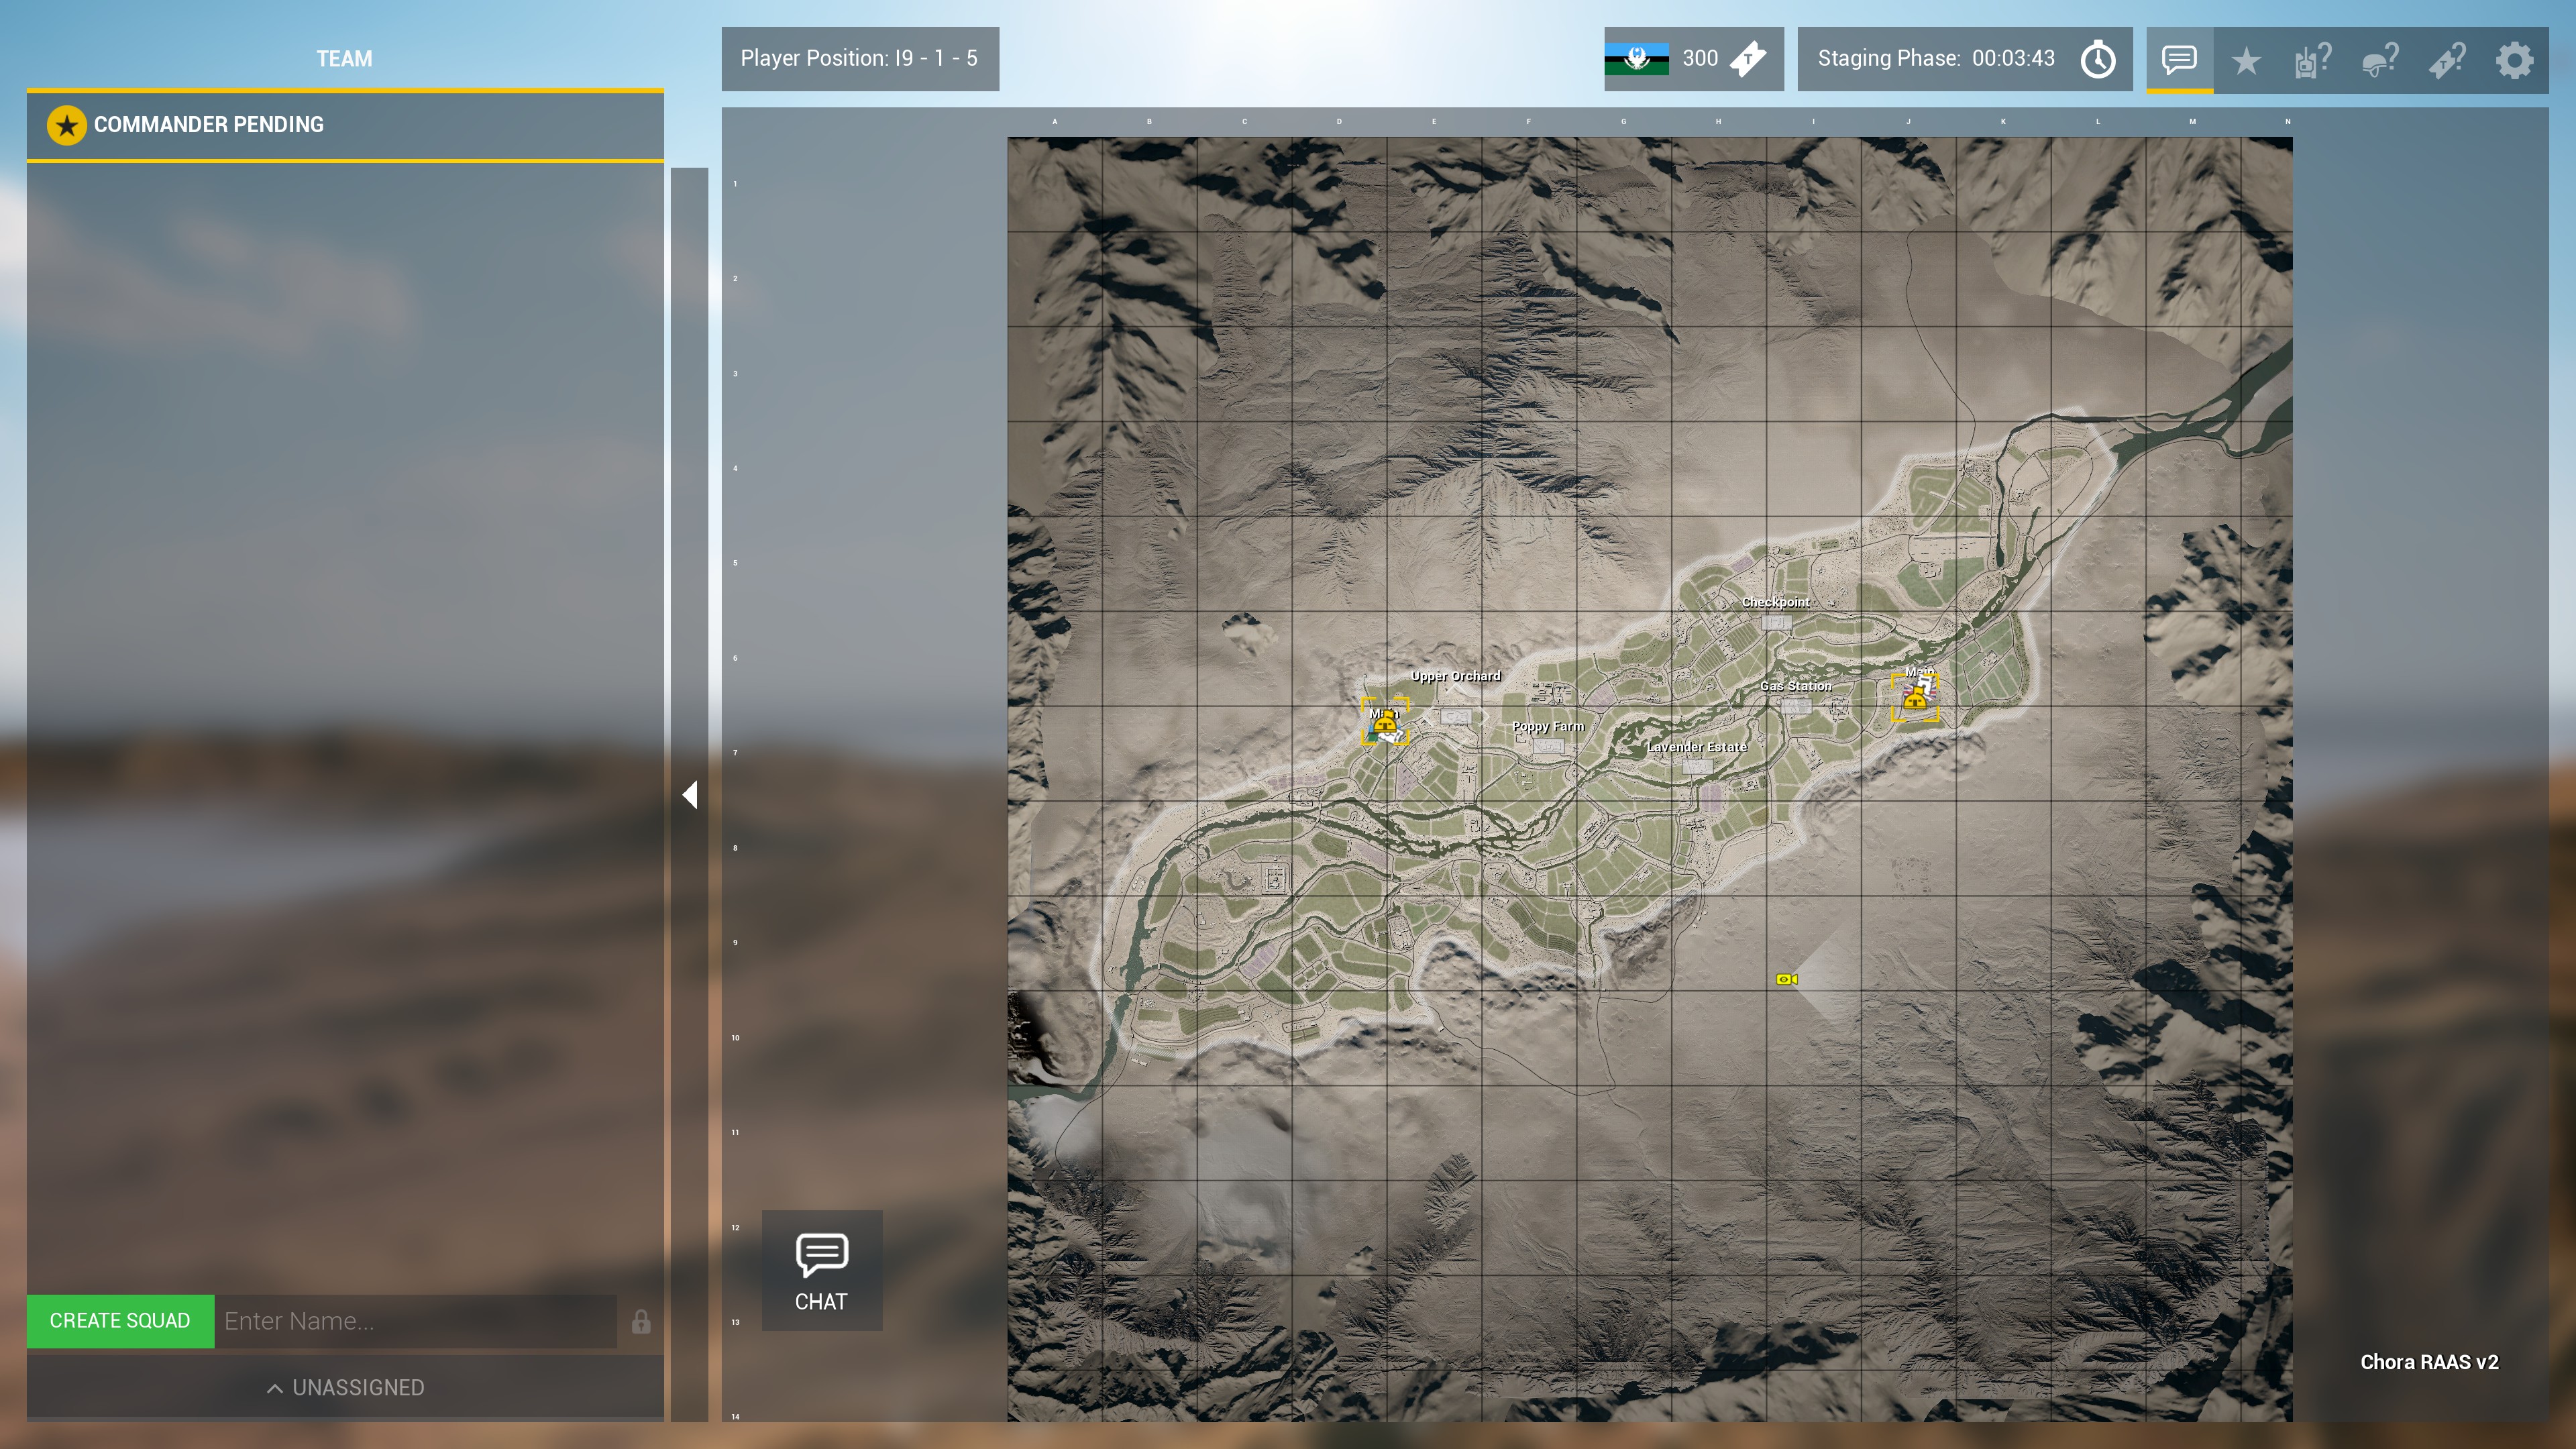 TEAM
Player Position: I9 - 1 - 5
300
T
Staging Phase: 00:03:43
? ? ?
T
COMMANDER PENDING
A B C D E F G H I J K L M N
1
2
3
4
5
6
7
8
9
10
11
12
13
14
Checkpoint
Upper Orchard
Main
Gas Station
Main
Poppy Farm
Lavender Estate
CHAT
CREATE SQUAD Enter Name...
UNASSIGNED
Chora RAAS v2